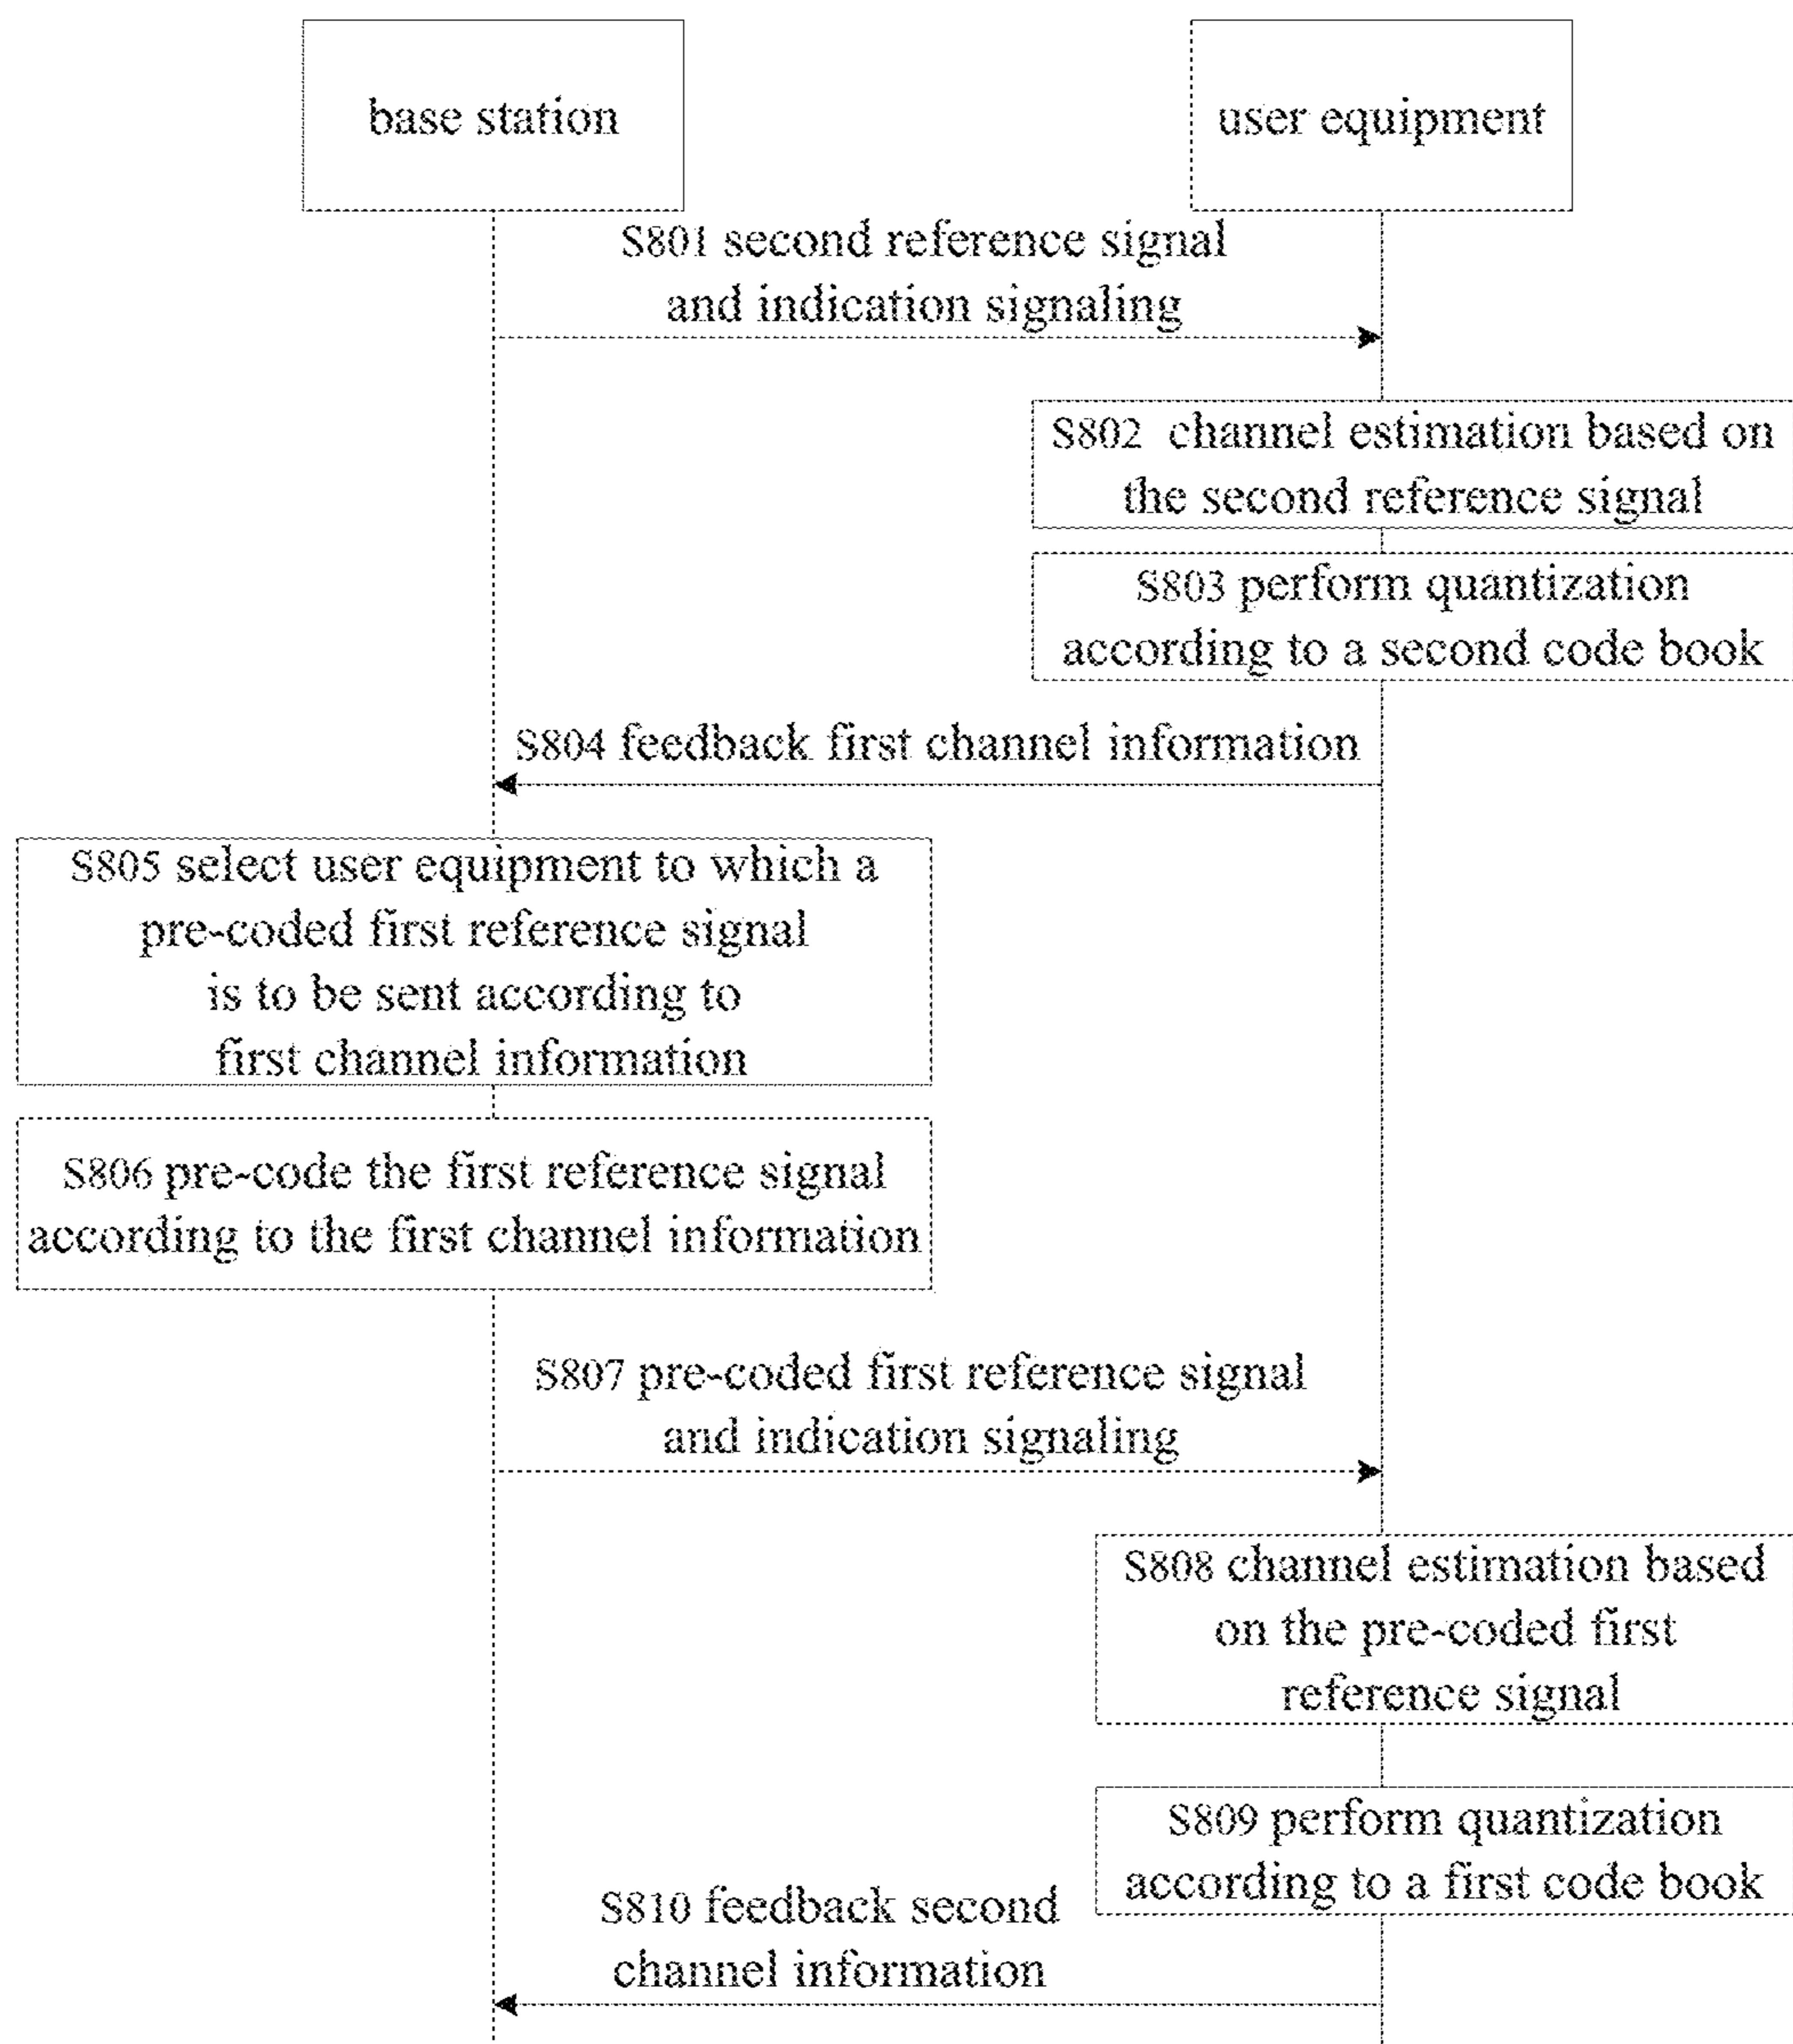 base station
user equipment
S801 second reference signal
and indication signaling
S802 channel estimation based on
the second reference signal
S803 perform quantization
according to a second code book
S804 feedback first channel information
S805 select user equipment to which a
pre-coded first reference signal
is to be sent according to
first channel information
S806 pre-code the first reference signal
according to the first channel information
S807 pre-coded first reference signal
and indication signaling
S808 channel estimation based
on the pre-coded first
reference signal
S809 perform quantization
according to a first code book
S810 feedback second
channel information